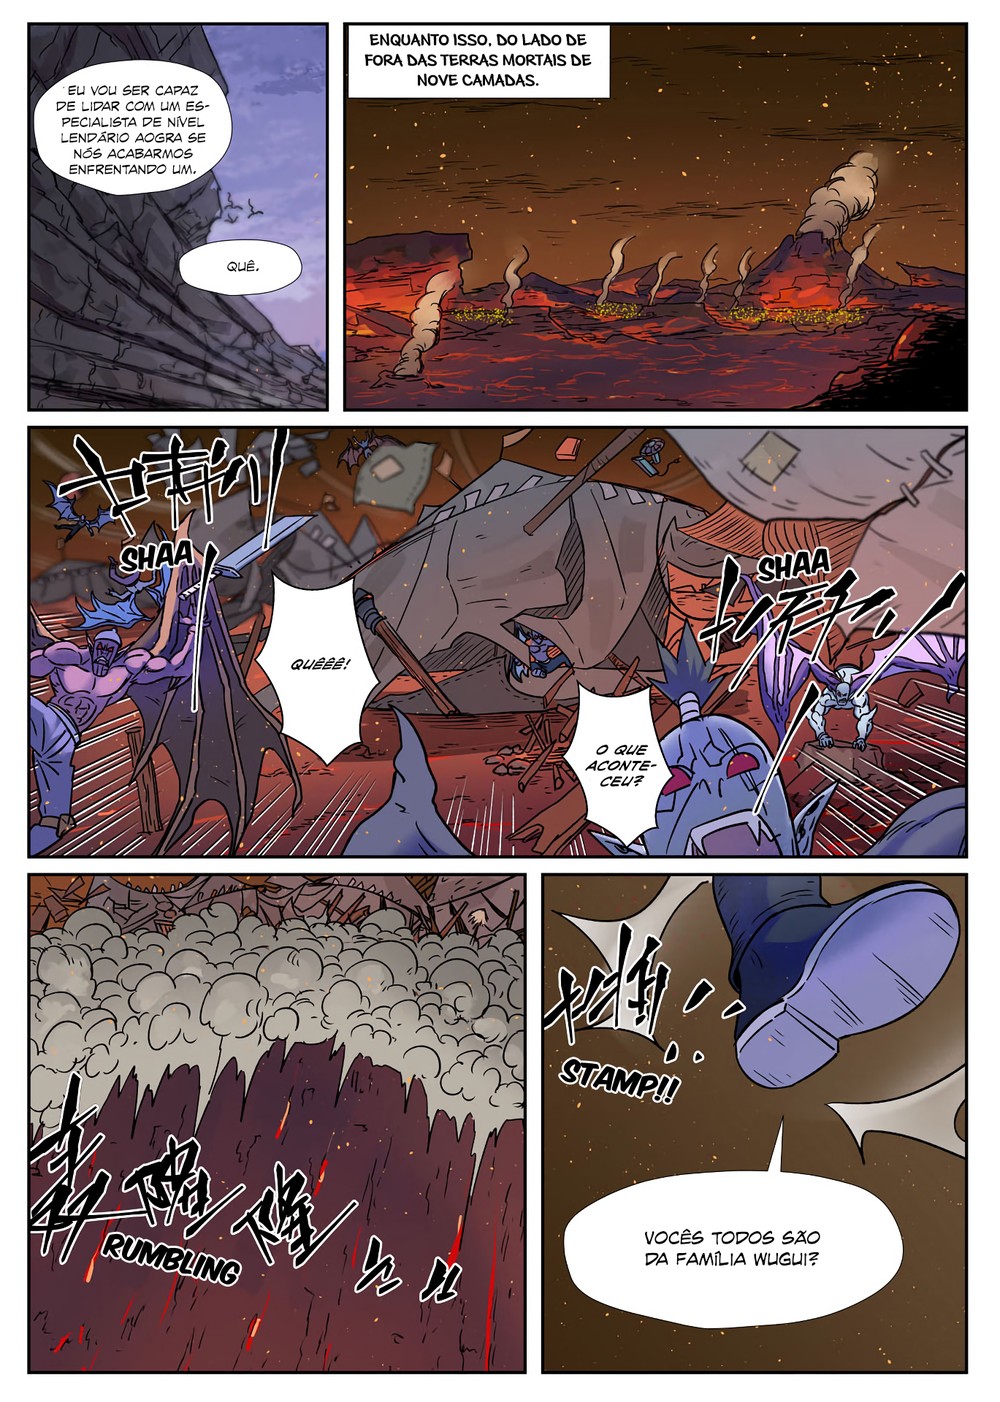 EU VOU SER CAPAZ
DE LIDAR COM UM ES-
PECIALISTA DE NÍVEL
LENDÁRIO AOGRA SE
NÓS ACABARMOS
ENFRENTANDO UM.
QUÊ.
ENQUANTO ISSO, DO LADO DE
FORA DAS TERRAS MORTAIS DE
NOVE CAMADAS.
SHAA
SHAA
QUÊÊÊ!
O QUE
ACONTE-
CEU?
RUMBLING
STAMP!!
VOCÊS TODOS SÃO
DA FAMÍLIA WUGUI?